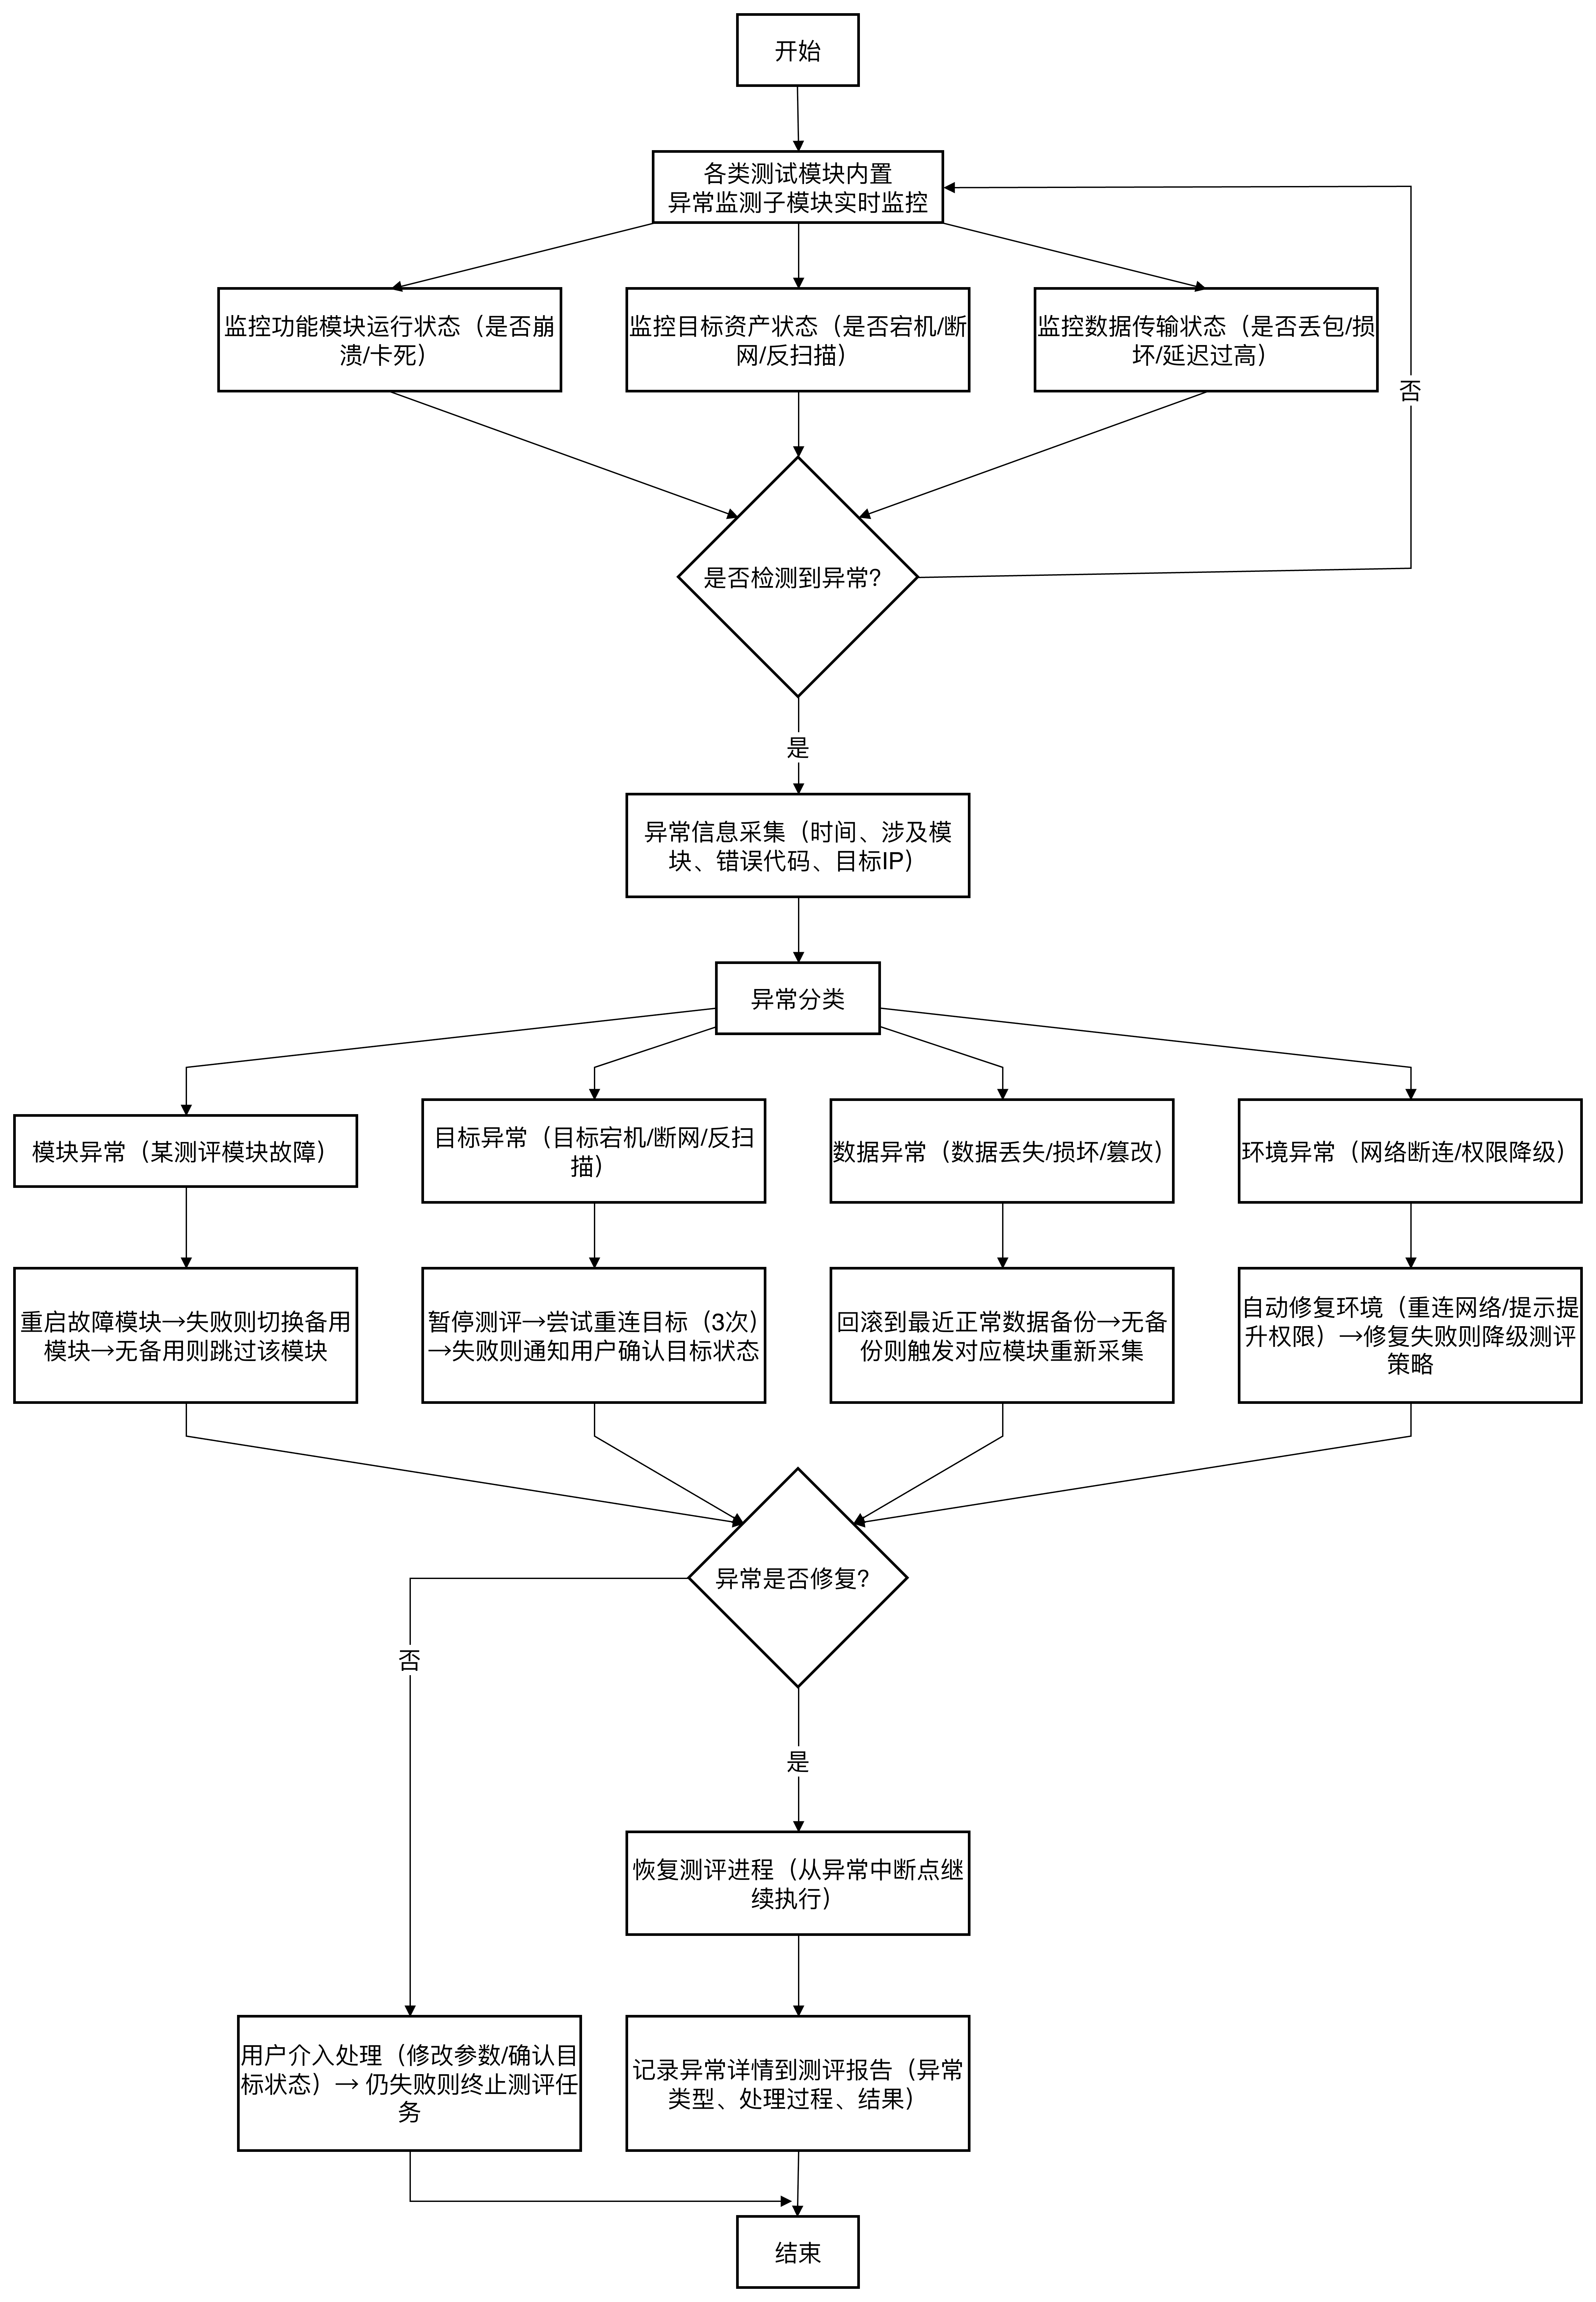 开始
各类测试模块内置
异常监测子模块实时监控
监控功能模块运行状态（是否崩
溃/卡死）
监控目标资产状态（是否宕机/断
网/反扫描）
监控数据传输状态（是否丢包/损
坏/延迟过高）
否
是否检测到异常？
是
异常信息采集（时间、涉及模
块、错误代码、目标IP）
异常分类
模块异常（某测评模块故障）
目标异常（目标宕机/断网/反扫
描）
数据异常（数据丢失/损坏/篡改）
环境异常（网络断连/权限降级）
重启故障模块→失败则切换备用
模块→无备用则跳过该模块
暂停测评→尝试重连目标（3次）
→失败则通知用户确认目标状态
回滚到最近正常数据备份→无备
份则触发对应模块重新采集
自动修复环境（重连网络/提示提
升权限）→修复失败则降级测评
策略
异常是否修复？
否
是
恢复测评进程（从异常中断点继
续执行）
用户介入处理（修改参数/确认目
标状态）→ 仍失败则终止测评任
务
记录异常详情到测评报告（异常
类型、处理过程、结果）
结束